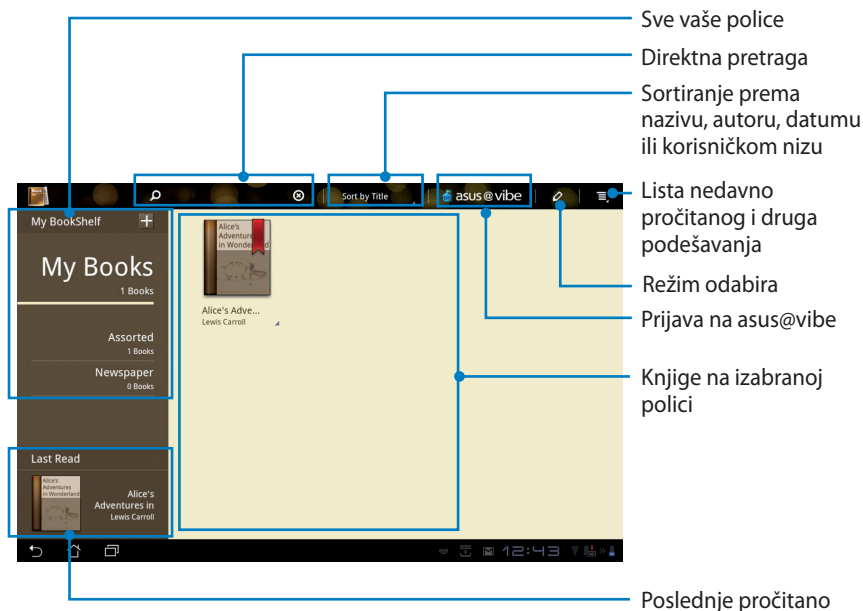 Sve vaše police
Direktna pretraga
Sortiranje prema
nazivu, autoru, datumu
ili korisničkom nizu
Lista nedavno
pročitanog i druga
podešavanja
Režim odabira
Prijava na asus@vibe
Knjige na izabranoj
polici
Poslednje pročitano
Sort by Title
asus@vibe
My BookShelf
My Books
1 Books
Assorted
1 Books
Newspaper
0 Books
Alice's
Adventures
in Wonderland
Alice's Adve...
Lewis Carroll
Last Read
Alice's
Adventures
in Wonderland
Alice's
Adventures in
Lewis Carroll
12:43